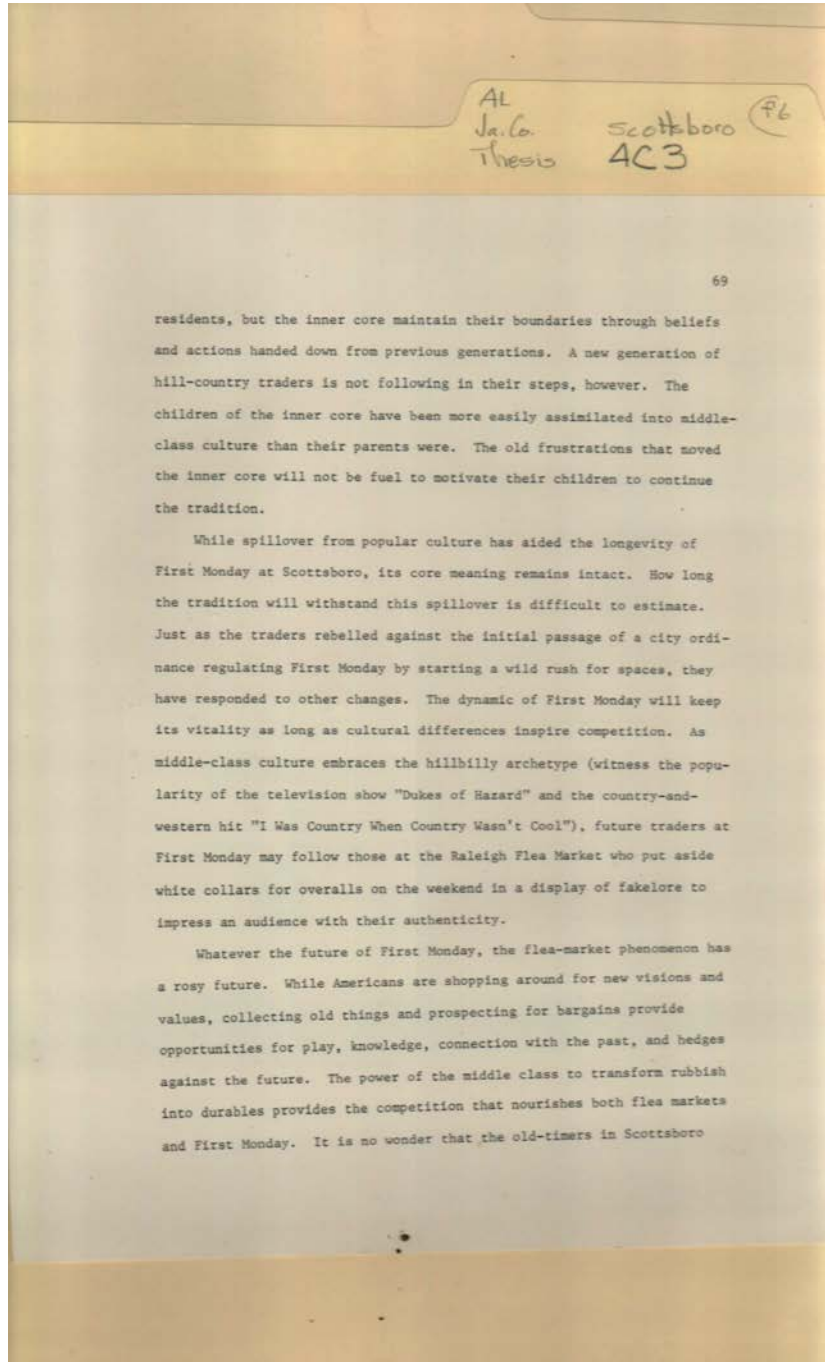 AL
Ja. Co. Scottsboro P6
Thesis 4C3
69
residents, but the inner core maintain their boundaries through beliefs
and actions handed down from previous generations. A new generation of
hill-country traders is not following in their steps, however. The
children of the inner core have been more easily assimilated into middle-
class culture than their parents were. The old frustrations that moved
the inner core will not be fuel to motivate their children to continue
the tradition.
While spillover from popular culture has aided the longevity of
First Monday at Scottsboro, its core meaning remains intact. How long
the tradition will withstand this spillover is difficult to estimate.
Just as the traders rebelled against the initial passage of a city ordi-
nance regulating First Monday by starting a wild rush for spaces, they
have responded to other changes. The dynamic of First Monday will keep
its vitality as long as cultural differences inspire competition. As
middle-class culture embraces the hillbilly archetype (witness the popu-
larity of the television show "Dukes of Hazard" and the country-and-
western hit "I Was Country When Country Wasn't Cool"), future traders at
First Monday may follow those at the Raleigh Flea Market who put aside
white collars for overalls on the weekend in a display of fakelore to
impress an audience with their authenticity.
Whatever the future of First Monday, the flea-market phenomenon has
a rosy future. While Americans are shopping around for new visions and
values, collecting old things and prospecting for bargains provide
opportunities for play, knowledge, connection with the past, and hedges
against the future. The power of the middle class to transform rubbish
into durables provides the competition that nourishes both flea markets
and First Monday. It is no wonder that the old-timers in Scottsboro